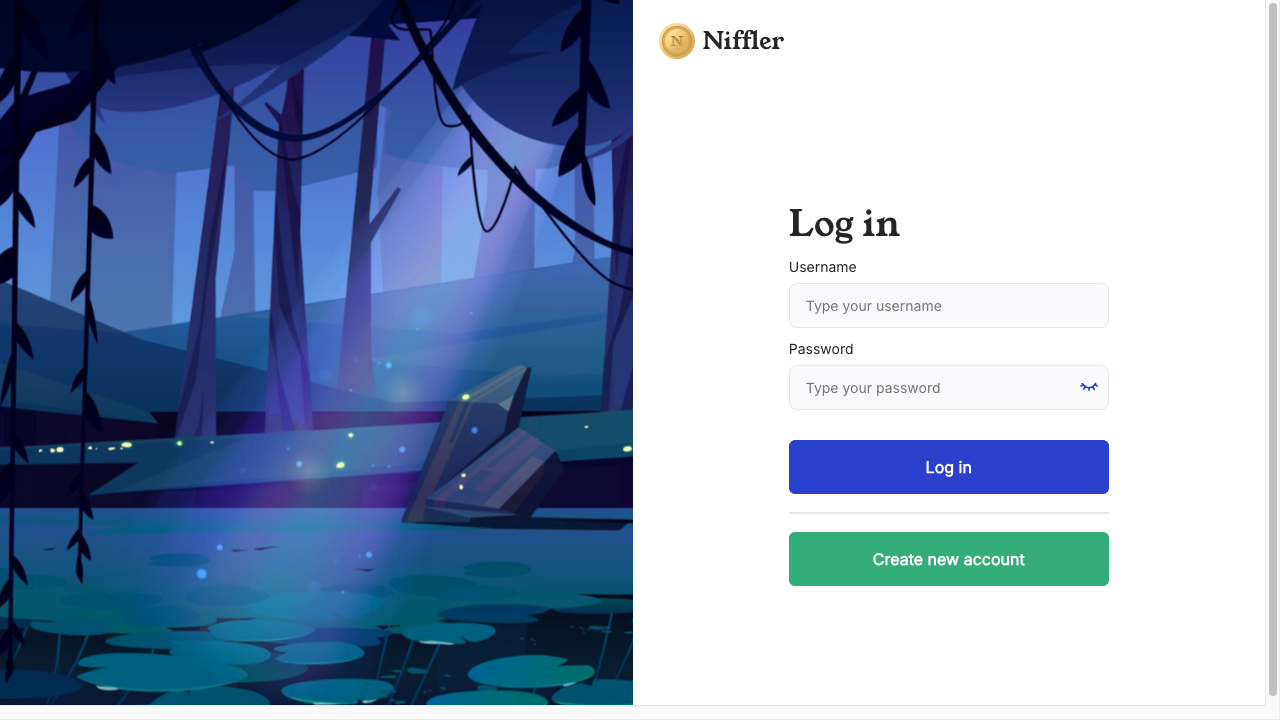 N
Niffler
Log in
Username
Type your username
Password
Type your password
Log in
Create new account